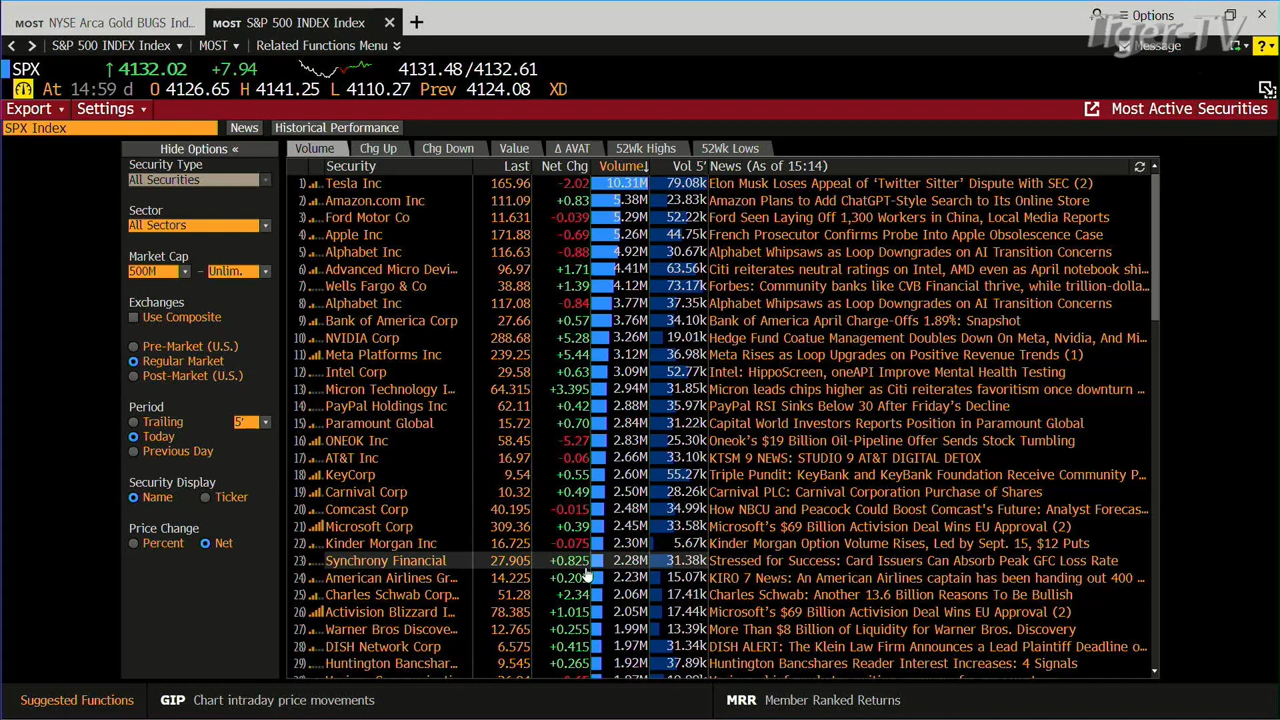 MOST NYSE Arca Gold BUGS Ind... MOST S&P 500 INDEX Index × + Options
S&P 500 INDEX Index MOST Related Functions Menu Message ?
Tiger-TV
SPX ↑ 4132.02 +7.94 4131.48/4132.61
At 14:59 d O 4126.65 H 4141.25 L 4110.27 Prev 4124.08 XD
Export Settings Most Active Securities
SPX Index News Historical Performance
Hide Options «
Security Type
All Securities
Sector
All Sectors
Market Cap
500M – Unlim.
Exchanges
Use Composite
Pre-Market (U.S.)
Regular Market
Post-Market (U.S.)
Period
Trailing 5'
Today
Previous Day
Security Display
Name Ticker
Price Change
Percent Net
Volume Chg Up Chg Down Value Δ AVAT 52Wk Highs 52Wk Lows
Security Last Net Chg Volume↓ Vol 5' News (As of 15:14)
1) Tesla Inc 165.96 -2.02 10.31M 79.08k Elon Musk Loses Appeal of ‘Twitter Sitter’ Dispute With SEC (2)
2) Amazon.com Inc 111.09 +0.83 5.38M 23.83k Amazon Plans to Add ChatGPT-Style Search to Its Online Store
3) Ford Motor Co 11.631 -0.039 5.29M 52.22k Ford Seen Laying Off 1,300 Workers in China, Local Media Reports
4) Apple Inc 171.88 -0.69 5.26M 44.75k French Prosecutor Confirms Probe Into Apple Obsolescence Case
5) Alphabet Inc 116.63 -0.88 4.92M 30.67k Alphabet Whipsaws as Loop Downgrades on AI Transition Concerns
6) Advanced Micro Devi... 96.97 +1.71 4.41M 63.56k Citi reiterates neutral ratings on Intel, AMD even as April notebook shi...
7) Wells Fargo & Co 38.88 +1.39 4.12M 73.17k Forbes: Community banks like CVB Financial thrive, while trillion-dolla...
8) Alphabet Inc 117.08 -0.84 3.77M 37.35k Alphabet Whipsaws as Loop Downgrades on AI Transition Concerns
9) Bank of America Corp 27.66 +0.57 3.76M 34.10k Bank of America April Charge-Offs 1.89%: Snapshot
10) NVIDIA Corp 288.68 +5.28 3.26M 19.01k Hedge Fund Coatue Management Doubles Down On Meta, Nvidia, And Mi...
11) Meta Platforms Inc 239.25 +5.44 3.12M 36.98k Meta Rises as Loop Upgrades on Positive Revenue Trends (1)
12) Intel Corp 29.58 +0.63 3.09M 52.77k Intel: HippoScreen, oneAPI Improve Mental Health Testing
13) Micron Technology I... 64.315 +3.395 2.94M 31.85k Micron leads chips higher as Citi reiterates favoritism once downturn ...
14) PayPal Holdings Inc 62.11 +0.42 2.88M 35.97k PayPal RSI Sinks Below 30 After Friday’s Decline
15) Paramount Global 15.72 +0.70 2.84M 31.22k Capital World Investors Reports Position in Paramount Global
16) ONEOK Inc 58.45 -5.27 2.83M 25.30k Oneok’s $19 Billion Oil-Pipeline Offer Sends Stock Tumbling
17) AT&T Inc 16.97 -0.06 2.66M 33.10k KTSM 9 NEWS: STUDIO 9 AT&T DIGITAL DETOX
18) KeyCorp 9.54 +0.55 2.60M 55.27k Triple Pundit: KeyBank and KeyBank Foundation Receive Community P...
19) Carnival Corp 10.32 +0.49 2.50M 28.26k Carnival PLC: Carnival Corporation Purchase of Shares
20) Comcast Corp 40.195 -0.015 2.48M 34.99k How NBCU and Peacock Could Boost Comcast’s Future: Analyst Forecas...
21) Microsoft Corp 309.36 +0.39 2.45M 33.58k Microsoft’s $69 Billion Activision Deal Wins EU Approval (2)
22) Kinder Morgan Inc 16.725 -0.075 2.30M 5.67k Kinder Morgan Option Volume Rises, Led by Sept. 15, $12 Puts
23) Synchrony Financial 27.905 +0.825 2.28M 31.38k Stressed for Success: Card Issuers Can Absorb Peak GFC Loss Rate
24) American Airlines Gr... 14.225 +0.20 2.23M 15.07k KIRO 7 News: An American Airlines captain has been handing out 400 ...
25) Charles Schwab Corp... 51.28 +2.34 2.06M 17.41k Charles Schwab: Another 13.6 Billion Reasons To Be Bullish
26) Activision Blizzard I... 78.385 +1.015 2.05M 17.44k Microsoft’s $69 Billion Activision Deal Wins EU Approval (2)
27) Warner Bros Discove... 12.765 +0.255 1.99M 13.39k More Than $8 Billion of Liquidity for Warner Bros. Discovery
28) DISH Network Corp 6.575 +0.415 1.97M 31.34k DISH ALERT: The Klein Law Firm Announces a Lead Plaintiff Deadline o...
29) Huntington Bancshar... 9.545 +0.265 1.92M 37.89k Huntington Bancshares Reader Interest Increases: 4 Signals
Suggested Functions GIP Chart intraday price movements MRR Member Ranked Returns